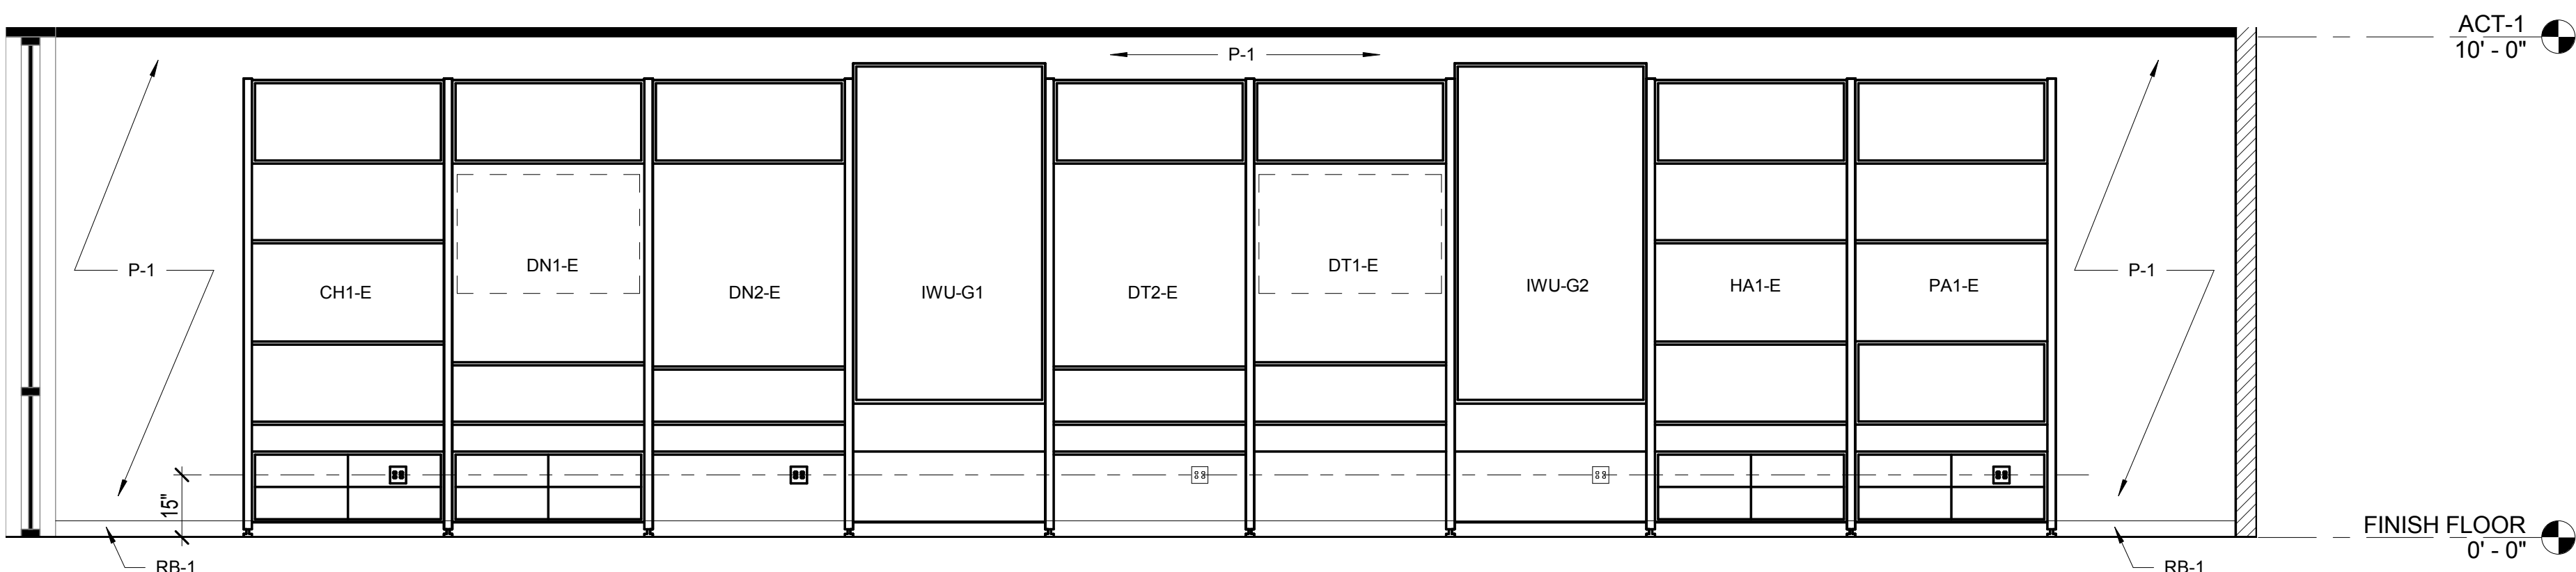 ACT-1
10' - 0"
P-1
P-1
P-1
CH1-E
DN1-E
DN2-E
IWU-G1
DT2-E
DT1-E
IWU-G2
HA1-E
PA1-E
15"
FINISH FLOOR
0' - 0"
RB-1
RB-1